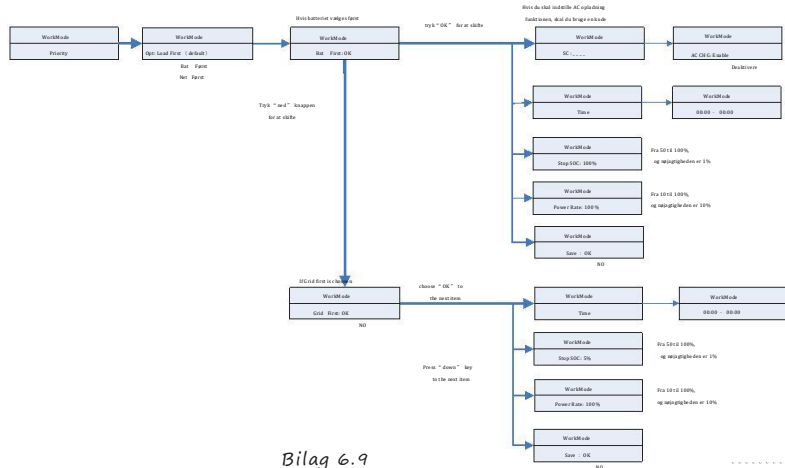 Hvis du skal indstille AC opladning
funktionen, skal du bruge en kode
Hvis batteriet vælges først
tryk "OK" for at skifte
WorkMode
Priority
WorkMode
Opt: Load First (default)
Bat Først
Net Først
WorkMode
Bat First: OK
WorkMode
SC:____
WorkMode
AC CHG: Enable
Deaktivere
Tryk "ned" knappen
for at skifte
WorkMode
Time
WorkMode
00:00 - 00:00
WorkMode
Stop SOC: 100%
Fra 50 til 100%,
og nøjagtigheden er 1%
WorkMode
Power Rate: 100%
Fra 10 til 100%,
og nøjagtigheden er 10%
WorkMode
Save : OK
NO
If Grid first is chosen
WorkMode
Grid First: OK
NO
choose "OK" to
the next item
WorkMode
Time
WorkMode
00:00 - 00:00
Press "down" key
to the next item
WorkMode
Stop SOC: 5%
Fra 50 til 100%,
og nøjagtigheden er 1%
WorkMode
Power Rate: 100%
Fra 10 til 100%,
og nøjagtigheden er 10%
WorkMode
Save : OK
NO
Bilag 6.9